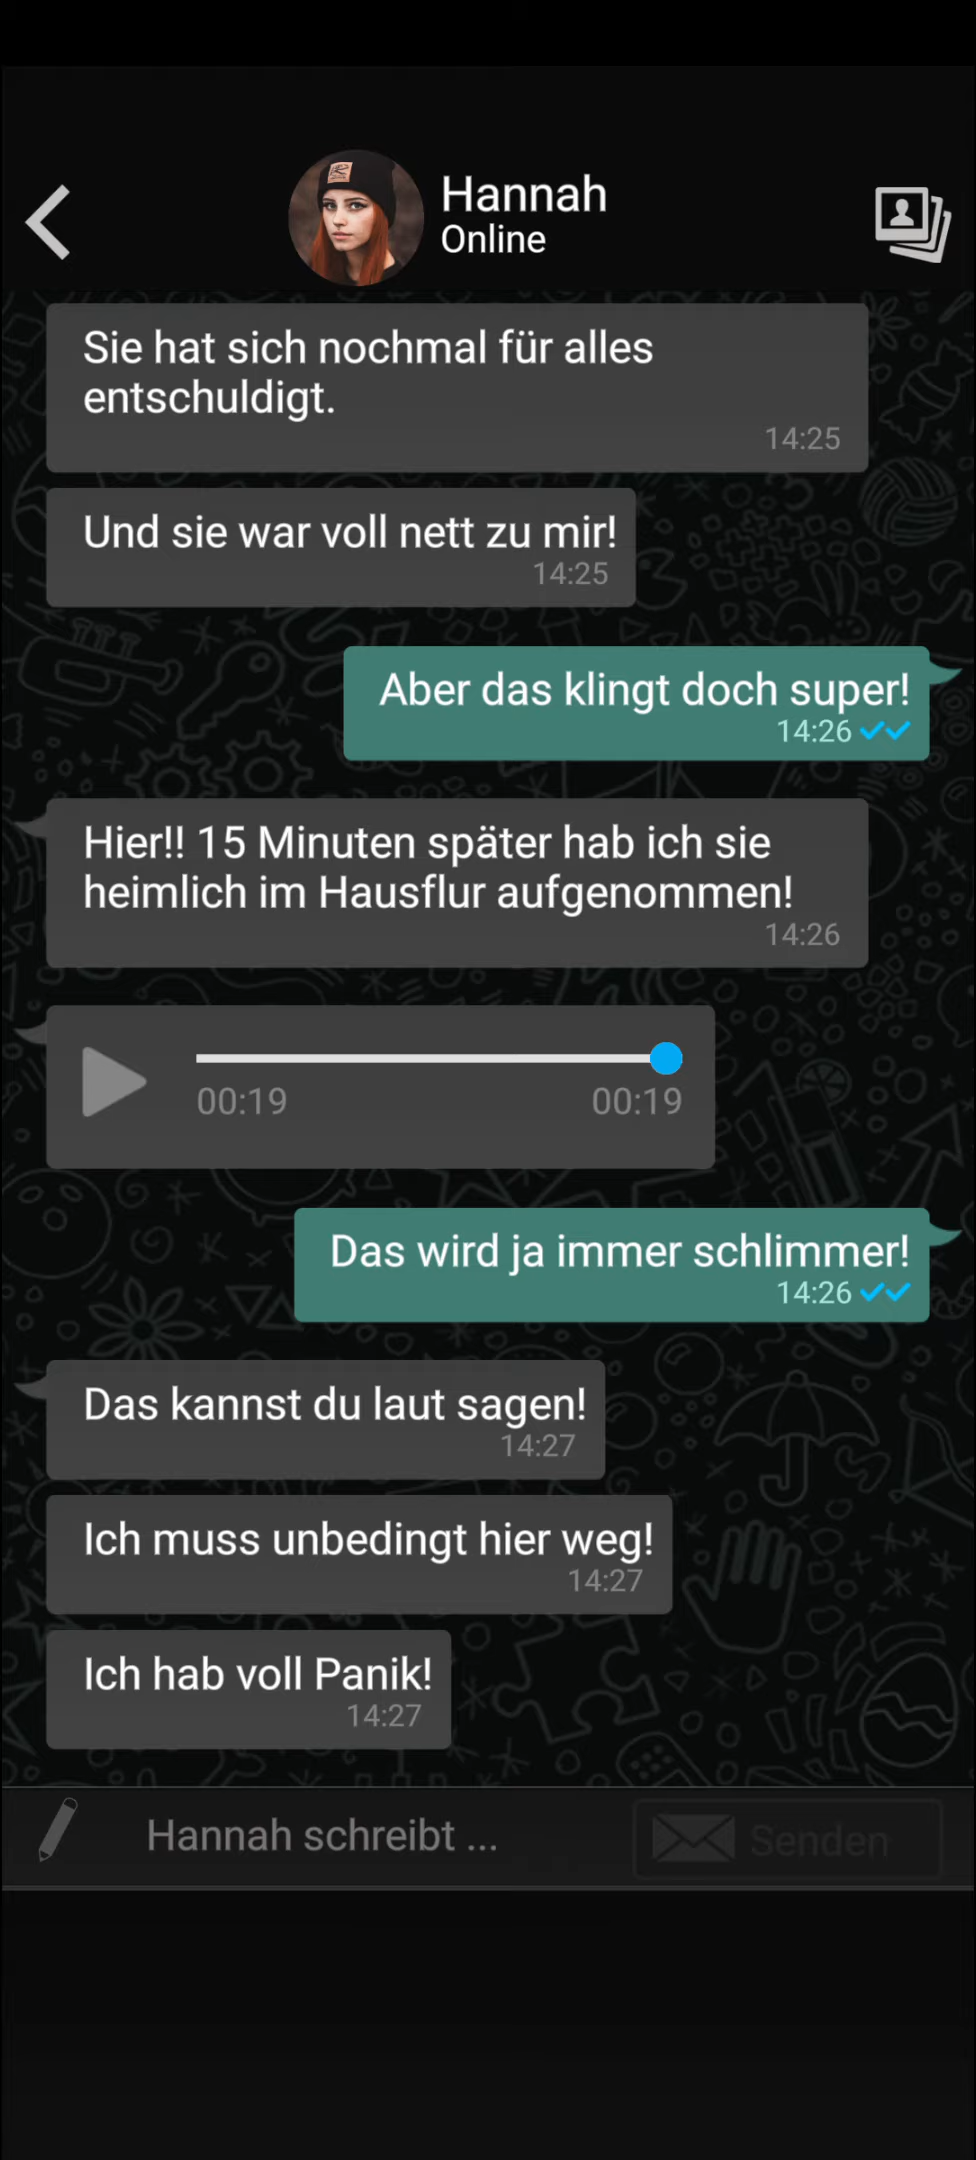 Hannah
Online
Sie hat sich nochmal für alles
entschuldigt.
14:25
Und sie war voll nett zu mir!
14:25
Aber das klingt doch super!
14:26
Hier!! 15 Minuten später hab ich sie
heimlich im Hausflur aufgenommen!
14:26
00:19 00:19
Das wird ja immer schlimmer!
14:26
Das kannst du laut sagen!
14:27
Ich muss unbedingt hier weg!
14:27
Ich hab voll Panik!
14:27
Hannah schreibt ... Senden